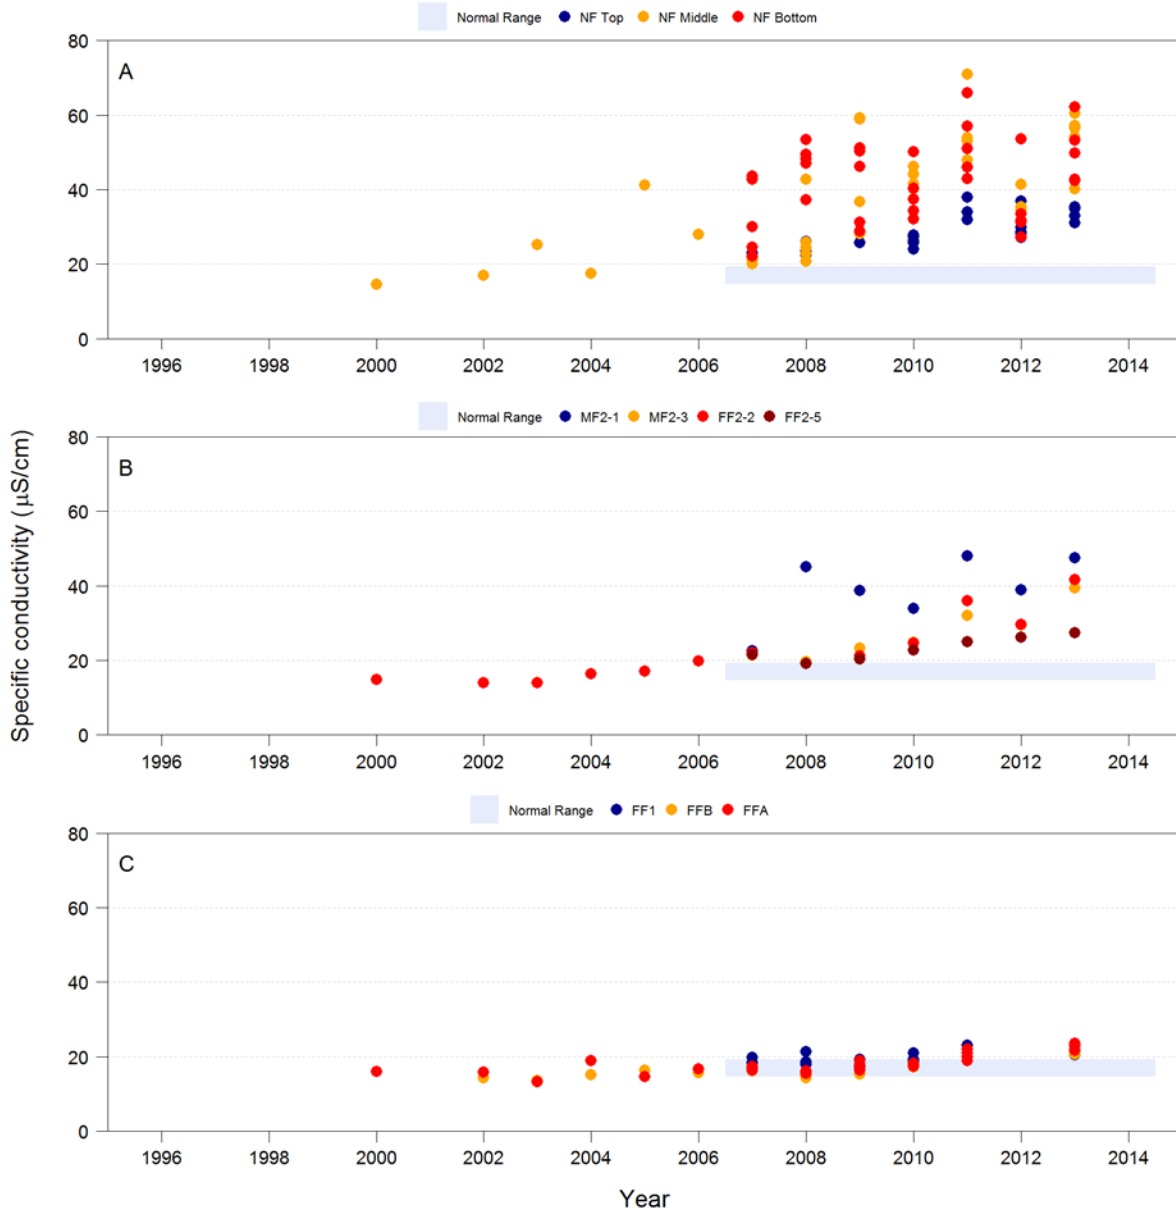 Normal Range NF Top NF Middle NF Bottom
A
80
60
40
20
0
1996 1998 2000 2002 2004 2006 2008 2010 2012 2014
Specific conductivity (µS/cm)
Normal Range MF2-1 MF2-3 FF2-2 FF2-5
B
80
60
40
20
0
1996 1998 2000 2002 2004 2006 2008 2010 2012 2014
Normal Range FF1 FFB FFA
C
80
60
40
20
0
1996 1998 2000 2002 2004 2006 2008 2010 2012 2014
Year